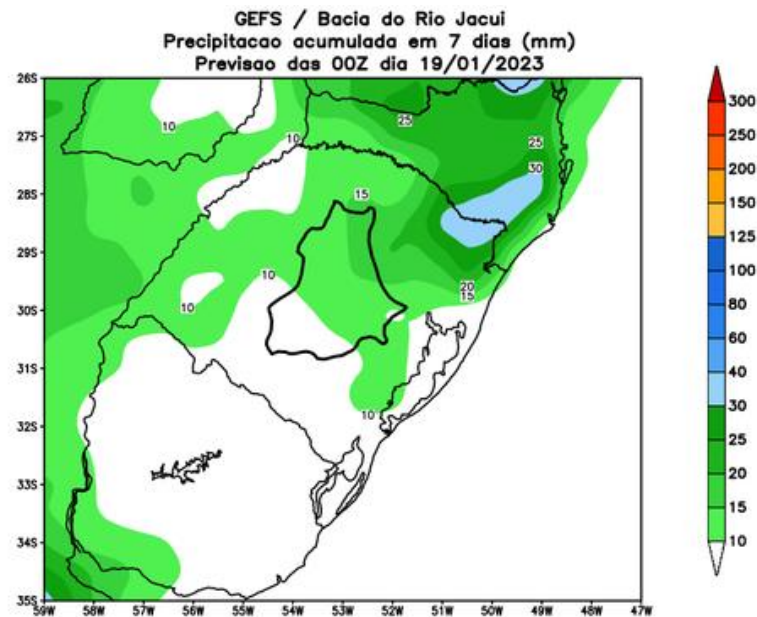 GEFS / Bacia do Rio Jacui
Precipitacao acumulada em 7 dias (mm)
Previsao das 00Z dia 19/01/2023
26S
27S
28S
29S
30S
31S
32S
33S
34S
35S
59W 58W 57W 56W 55W 54W 53W 52W 51W 50W 49W 48W 47W
10
25
10
25
30
15
10
20
15
10
10
300
250
200
150
125
100
80
60
40
30
25
20
15
10